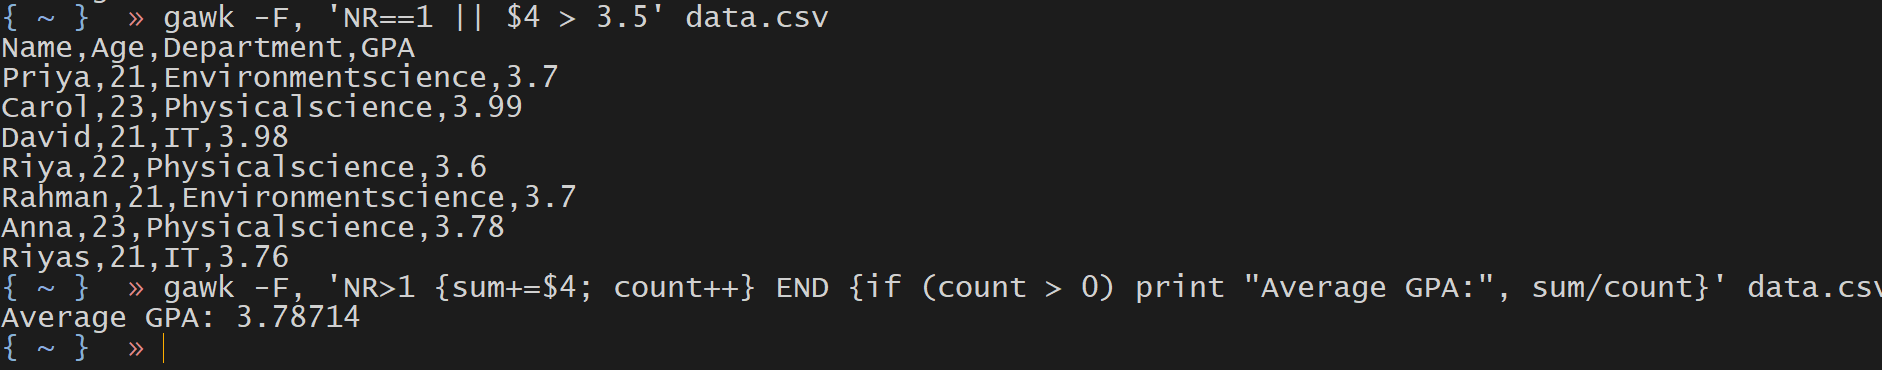 { ~ } » gawk -F, 'NR==1 || $4 > 3.5' data.csv
Name,Age,Department,GPA
Priya,21,Environmentscience,3.7
Carol,23,Physicalscience,3.99
David,21,IT,3.98
Riya,22,Physicalscience,3.6
Rahman,21,Environmentscience,3.7
Anna,23,Physicalscience,3.78
Riyas,21,IT,3.76
{ ~ } » gawk -F, 'NR>1 {sum+=$4; count++} END {if (count > 0) print "Average GPA:", sum/count}' data.csv
Average GPA: 3.78714
{ ~ } »